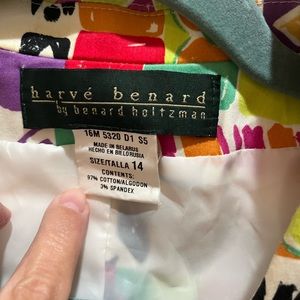 harvé benard
by benard holtzman
16M 5320 D1 S5
MADE IN BELARUS
HECHO EN BIELORUBIA
SIZE/TALLA 14
CONTENTS:
97% COTTON/ALGODON
3% SPANDEX